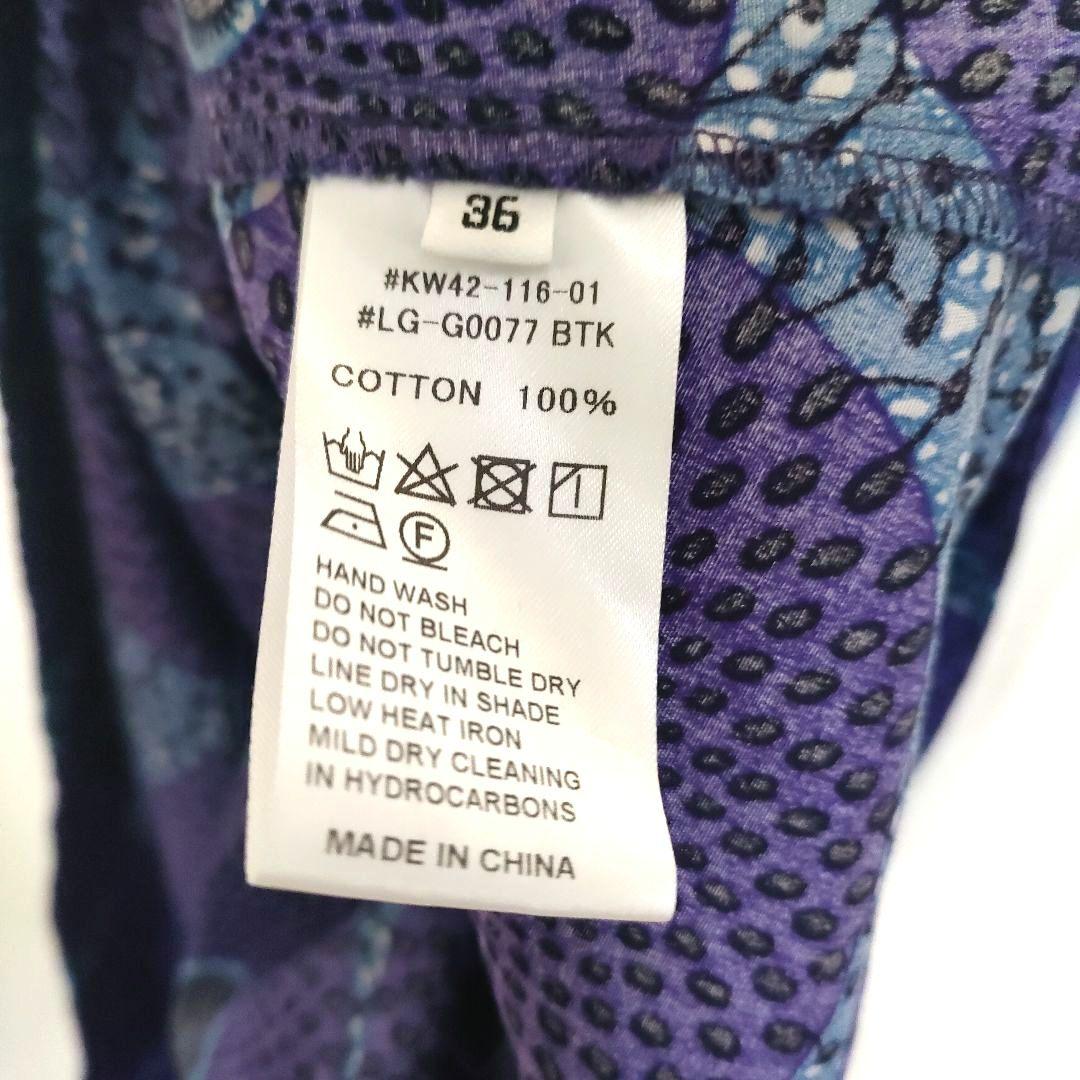 36
#KW42-116-01
#LG-G0077 BTK
COTTON 100%
F
HAND WASH
DO NOT BLEACH
DO NOT TUMBLE DRY
LINE DRY IN SHADE
LOW HEAT IRON
MILD DRY CLEANING
IN HYDROCARBONS
MADE IN CHINA